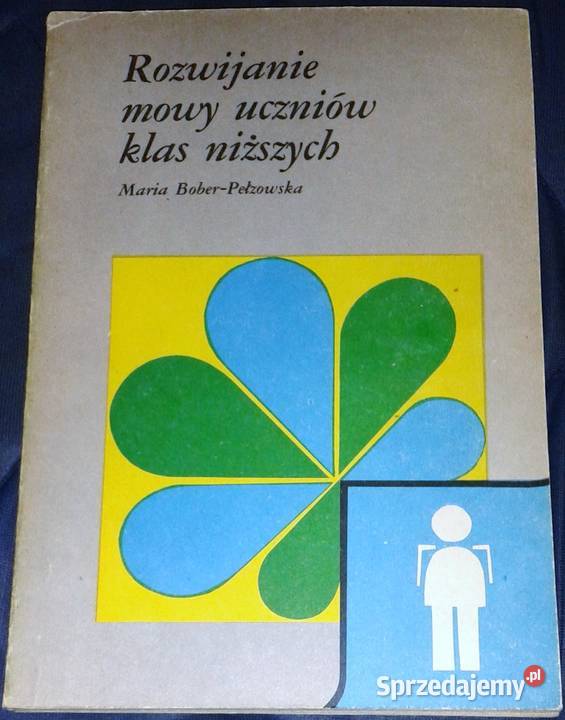 Rozwijanie
mowy uczniów
klas niższych
Maria Bober-Pełzowska
Sprzedajemy.pl